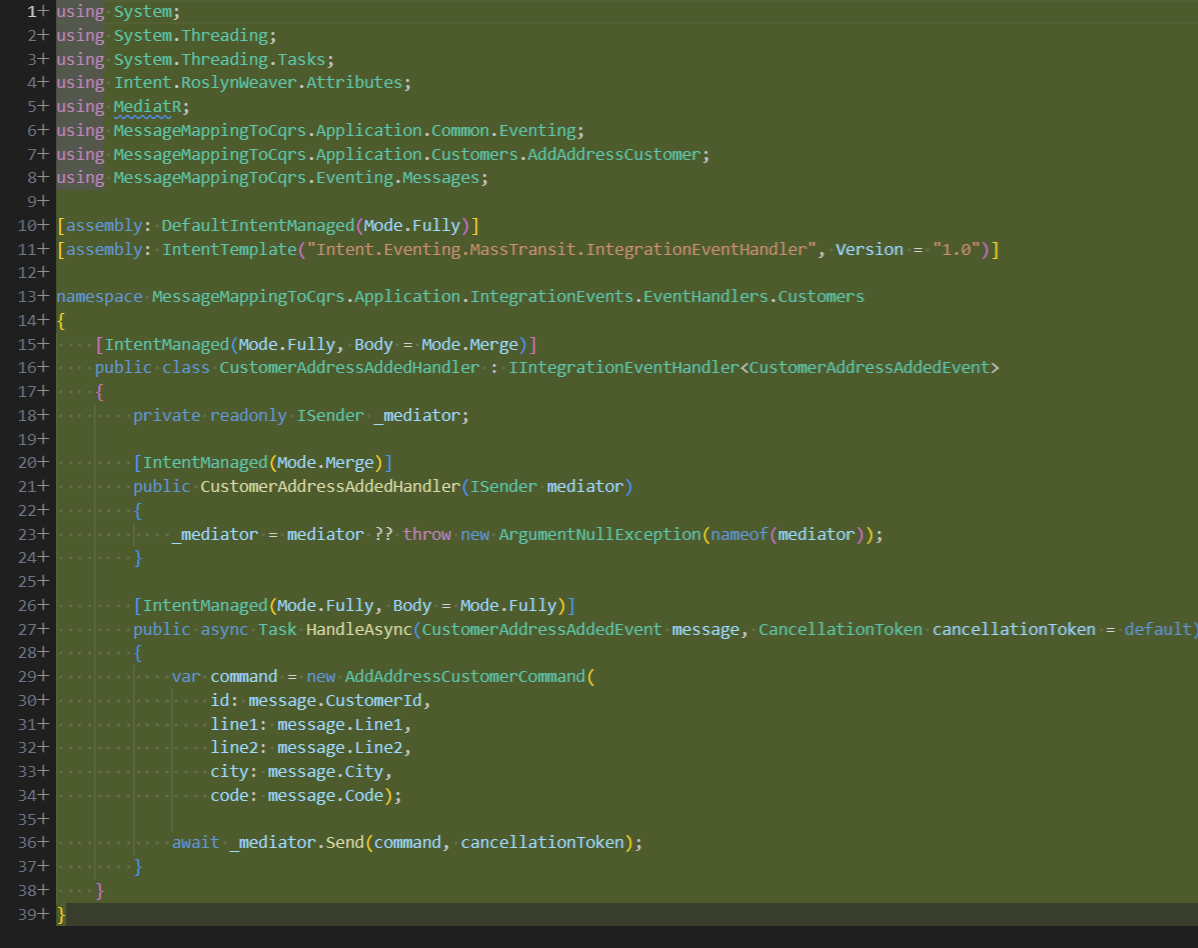 1+ using System;
2+ using System.Threading;
3+ using System.Threading.Tasks;
4+ using Intent.RoslynWeaver.Attributes;
5+ using MediatR;
6+ using MessageMappingToCqrs.Application.Common.Eventing;
7+ using MessageMappingToCqrs.Application.Customers.AddAddressCustomer;
8+ using MessageMappingToCqrs.Eventing.Messages;
9+
10+ [assembly: DefaultIntentManaged(Mode.Fully)]
11+ [assembly: IntentTemplate("Intent.Eventing.MassTransit.IntegrationEventHandler", Version = "1.0")]
12+
13+ namespace MessageMappingToCqrs.Application.IntegrationEvents.EventHandlers.Customers
14+ {
15+     [IntentManaged(Mode.Fully, Body = Mode.Merge)]
16+     public class CustomerAddressAddedHandler : IIntegrationEventHandler<CustomerAddressAddedEvent>
17+     {
18+         private readonly ISender _mediator;
19+
20+         [IntentManaged(Mode.Merge)]
21+         public CustomerAddressAddedHandler(ISender mediator)
22+         {
23+             _mediator = mediator ?? throw new ArgumentNullException(nameof(mediator));
24+         }
25+
26+         [IntentManaged(Mode.Fully, Body = Mode.Fully)]
27+         public async Task HandleAsync(CustomerAddressAddedEvent message, CancellationToken cancellationToken = default)
28+         {
29+             var command = new AddAddressCustomerCommand(
30+                 id: message.CustomerId,
31+                 line1: message.Line1,
32+                 line2: message.Line2,
33+                 city: message.City,
34+                 code: message.Code);
35+
36+             await _mediator.Send(command, cancellationToken);
37+         }
38+     }
39+ }